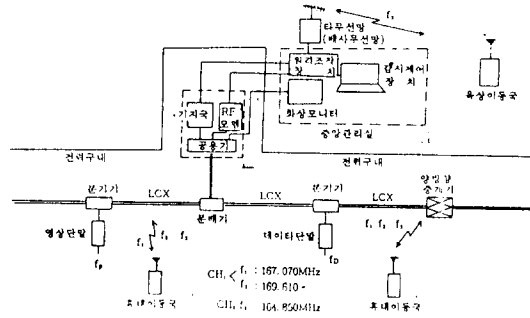 f₃
타무선망
(배사무선망)
원격조작
장 치
감시제어
장 치
육상이동국
기지국
RF
모뎀
화상모니터
공용기
중앙관리실
전력구내
전력구내
분기기
LCX
LCX
분기기
LCX
양방향
중계기
분배기
영상단말
데이타단말
f₁ f₂ f₃
f₁ f₂ f₃
fp
fD
휴대이동국
휴대이동국
CH₁ f₁ : 167.070MHz
f₂ : 169.610 〃
CH₂ f₃ 164.850MHz